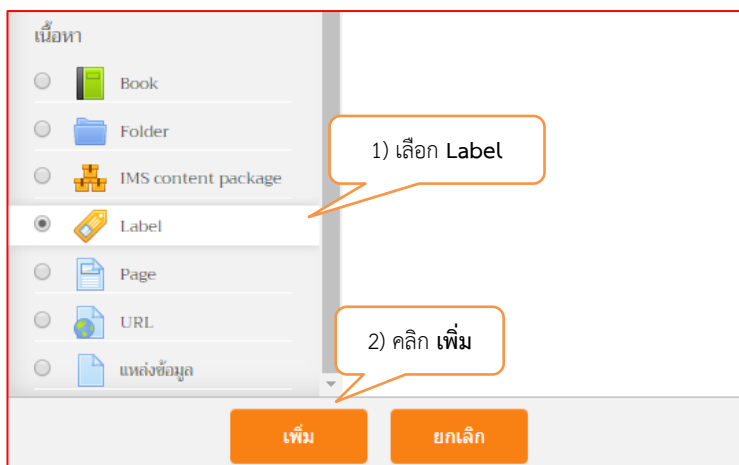 เนื้อหา
Book
Folder
1) เลือก Label
IMS content package
Label
Page
URL
2) คลิก เพิ่ม
แหล่งข้อมูล
เพิ่ม
ยกเลิก